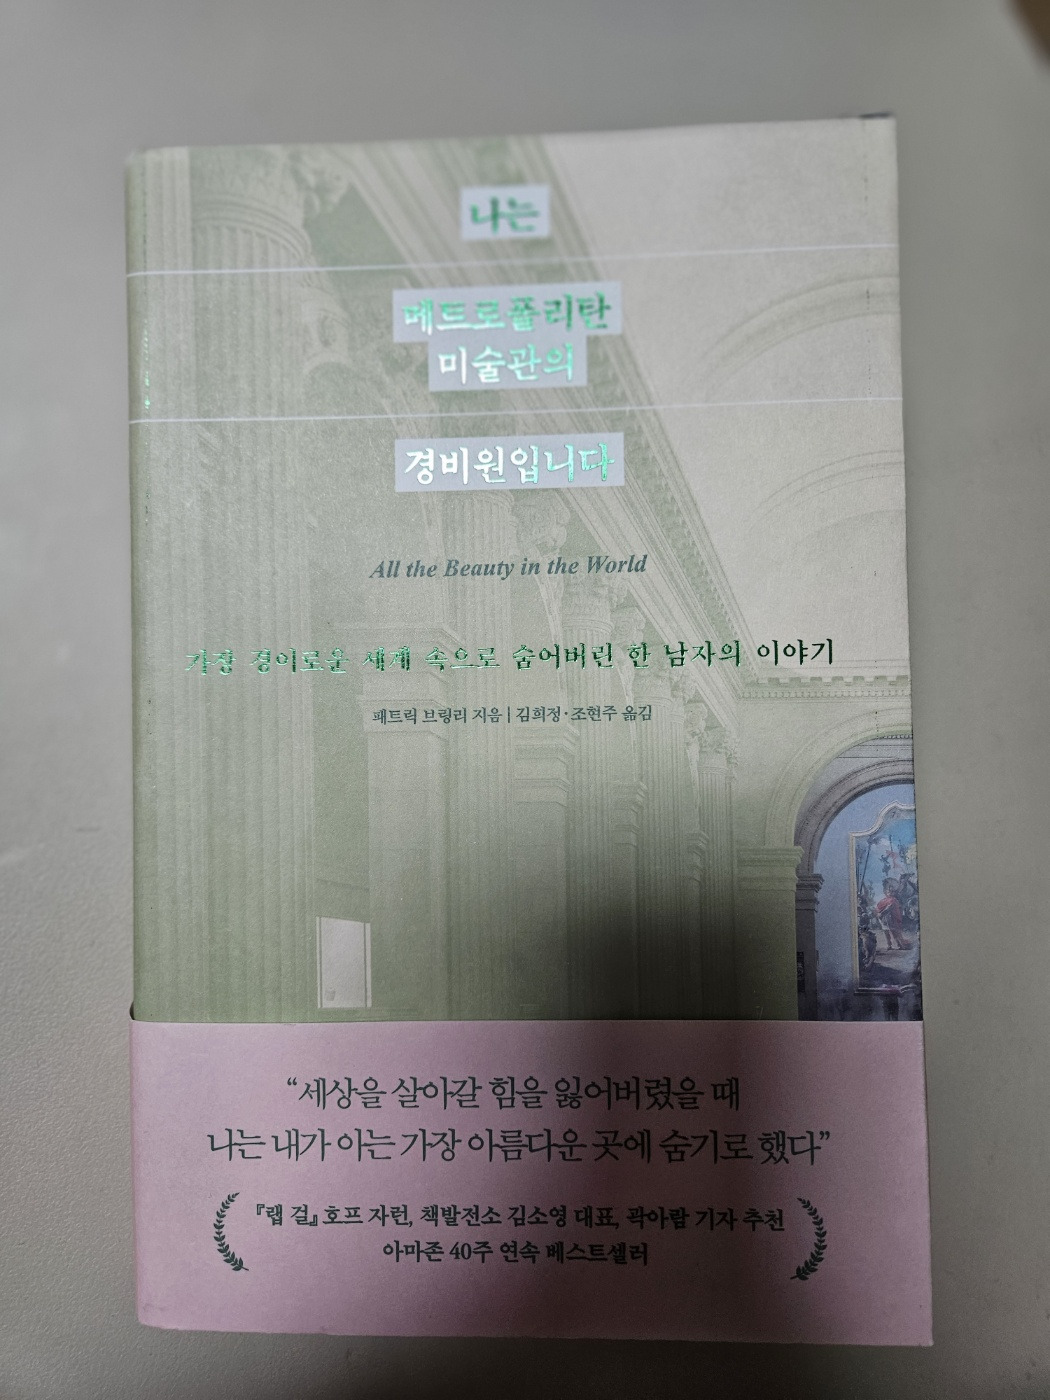 나는
메트로폴리탄
미술관의
경비원입니다
All the Beauty in the World
가장 경이로운 세계 속으로 숨어버린 한 남자의 이야기
패트릭 브링리 지음 | 김희정·조현주 옮김
“세상을 살아갈 힘을 잃어버렸을 때
나는 내가 아는 가장 아름다운 곳에 숨기로 했다”
『랩 걸』 호프 자런, 책발전소 김소영 대표, 곽아람 기자 추천
아마존 40주 연속 베스트셀러